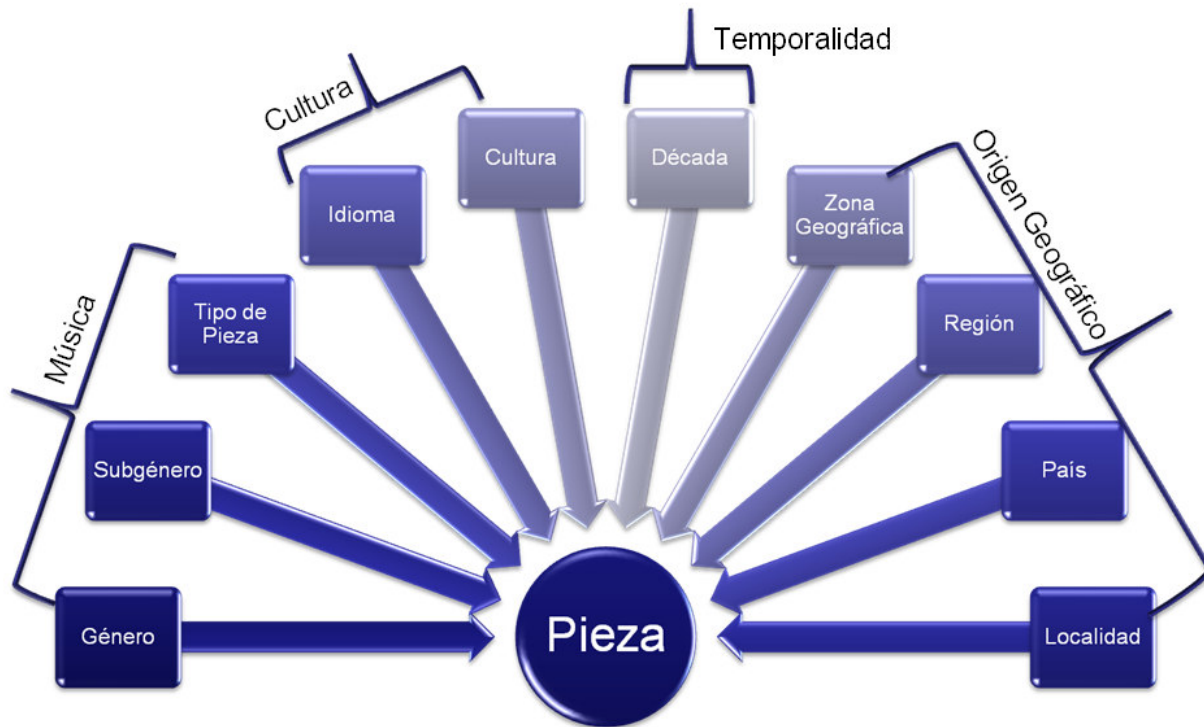 Temporalidad
Cultura
Origen Geográfico
Música
Cultura
Década
Idioma
Zona
Geográfica
Tipo de
Pieza
Región
Subgénero
País
Género
Pieza
Localidad